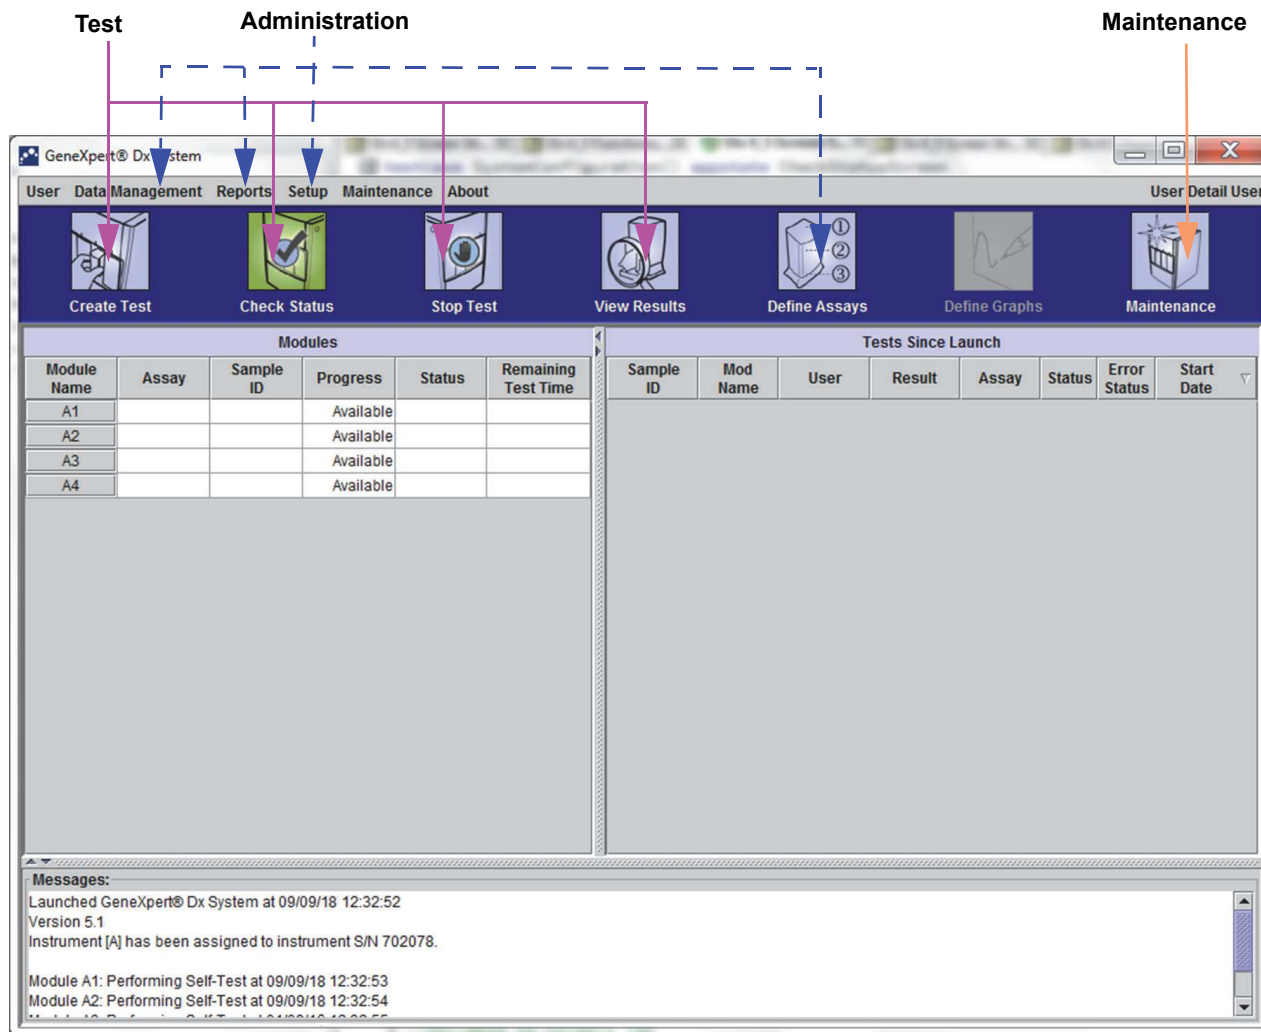 Test Administration Maintenance
GeneXpert® Dx System
User Data Management Reports Setup Maintenance About User Detail User
Create Test Check Status Stop Test View Results Define Assays Define Graphs Maintenance
Modules
Module Name Assay Sample ID Progress Status Remaining Test Time
A1 Available
A2 Available
A3 Available
A4 Available
Tests Since Launch
Sample ID Mod Name User Result Assay Status Error Status Start Date
Messages:
Launched GeneXpert® Dx System at 09/09/18 12:32:52
Version 5.1
Instrument [A] has been assigned to instrument S/N 702078.
Module A1: Performing Self-Test at 09/09/18 12:32:53
Module A2: Performing Self-Test at 09/09/18 12:32:54